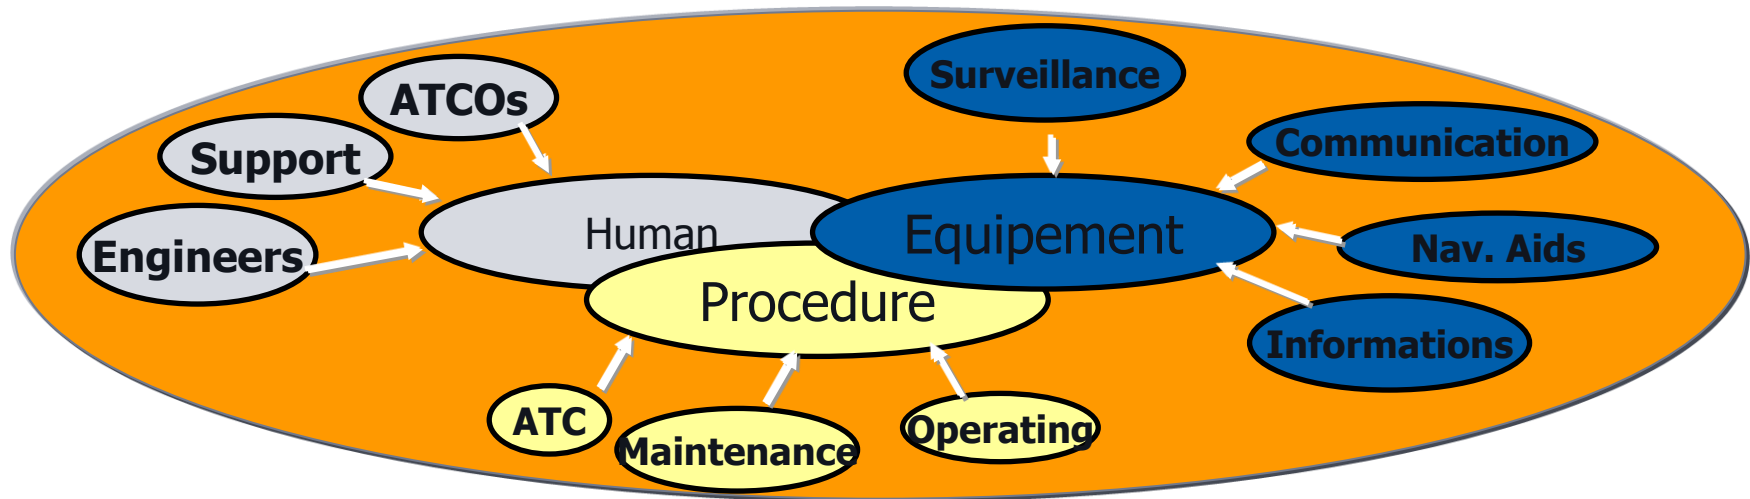 Surveillance
ATCOs
Communication
Support
Human
Equipement
Nav. Aids
Engineers
Procedure
Informations
ATC
Maintenance
Operating